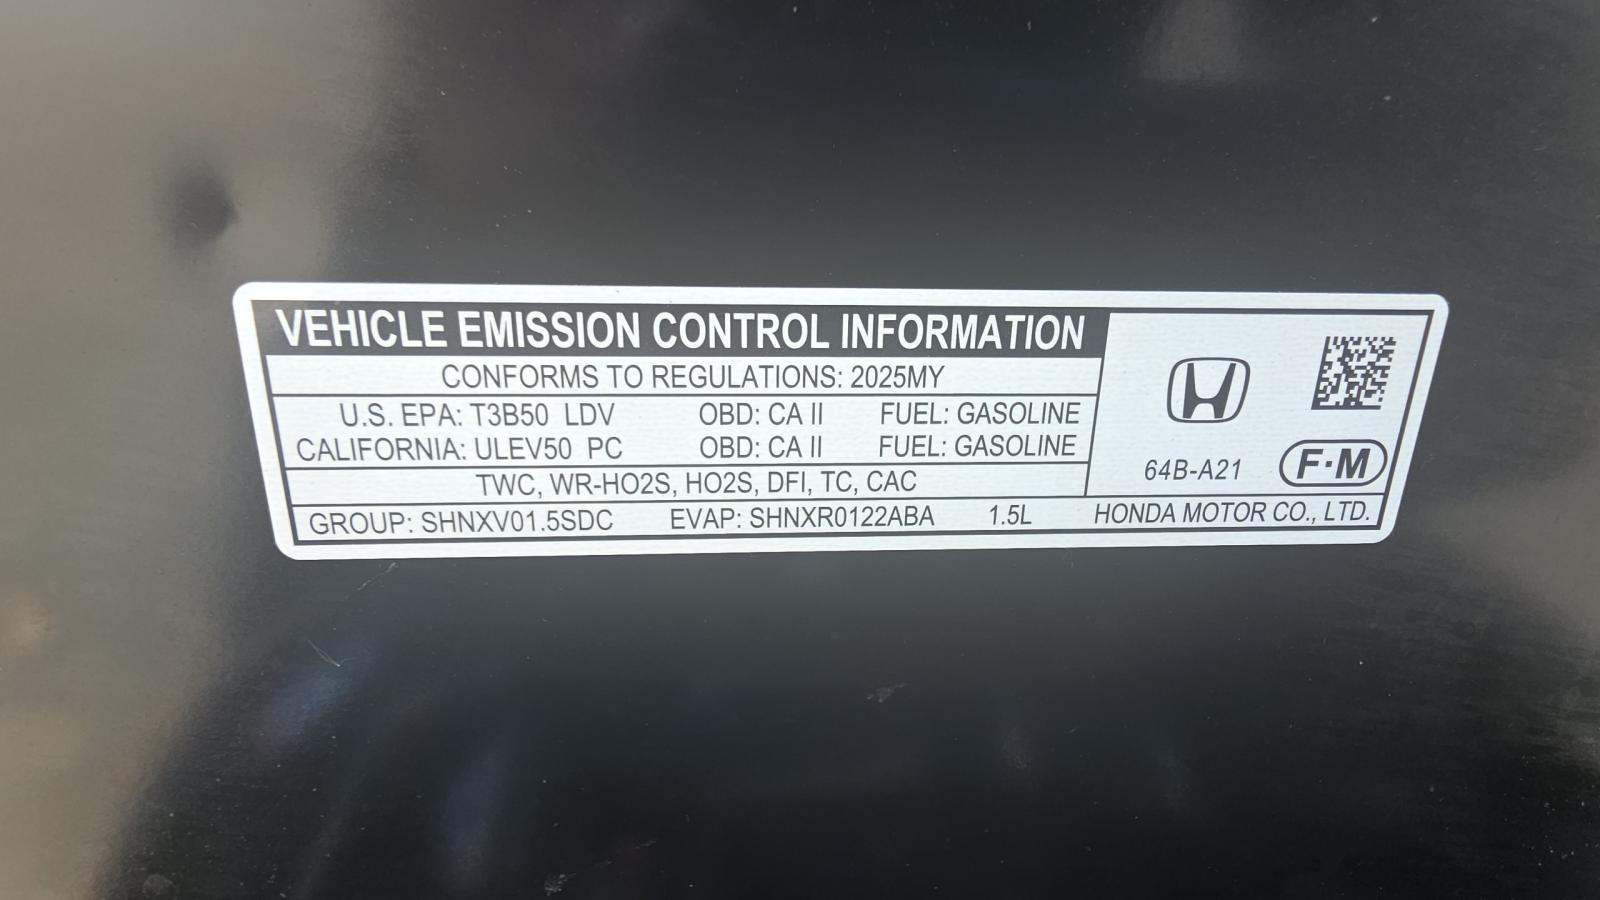 VEHICLE EMISSION CONTROL INFORMATION
CONFORMS TO REGULATIONS: 2025MY
U.S. EPA: T3B50 LDV OBD: CA II FUEL: GASOLINE
CALIFORNIA: ULEV50 PC OBD: CA II FUEL: GASOLINE
TWC, WR-HO2S, HO2S, DFI, TC, CAC
64B-A21 F·M
GROUP: SHNXV01.5SDC EVAP: SHNXR0122ABA 1.5L HONDA MOTOR CO., LTD.